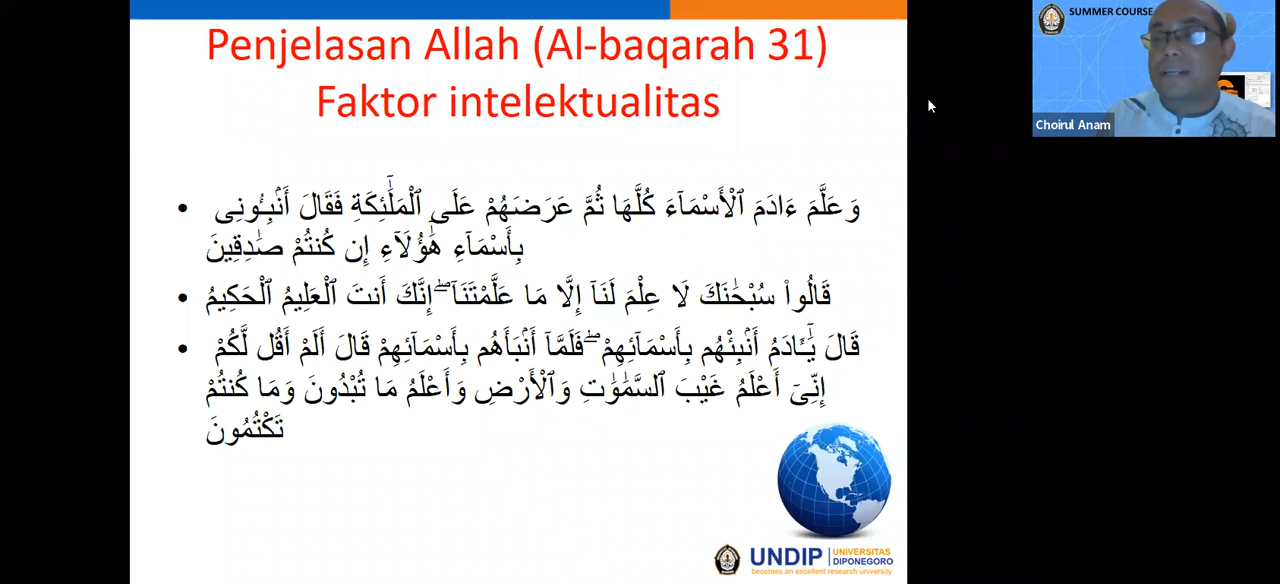 Penjelasan Allah (Al-baqarah 31)
Faktor intelektualitas
• وَعَلَّمَ ءَادَمَ ٱلْأَسْمَآءَ كُلَّهَا ثُمَّ عَرَضَهُمْ عَلَى ٱلْمَلَٰٓئِكَةِ فَقَالَ أَنۢبِـُٔونِى
بِأَسْمَآءِ هَٰٓؤُلَآءِ إِن كُنتُمْ صَٰدِقِينَ
• قَالُوا۟ سُبْحَٰنَكَ لَا عِلْمَ لَنَآ إِلَّا مَا عَلَّمْتَنَآ ۖ إِنَّكَ أَنتَ ٱلْعَلِيمُ ٱلْحَكِيمُ
• قَالَ يَٰٓـَٔادَمُ أَنۢبِئْهُم بِأَسْمَآئِهِمْ ۖ فَلَمَّآ أَنۢبَأَهُم بِأَسْمَآئِهِمْ قَالَ أَلَمْ أَقُل لَّكُمْ
إِنِّىٓ أَعْلَمُ غَيْبَ ٱلسَّمَٰوَٰتِ وَٱلْأَرْضِ وَأَعْلَمُ مَا تُبْدُونَ وَمَا كُنتُمْ
تَكْتُمُونَ
UNDIP
UNIVERSITAS
DIPONEGORO
becomes an excellent research university
SUMMER COURSE
Choirul Anam